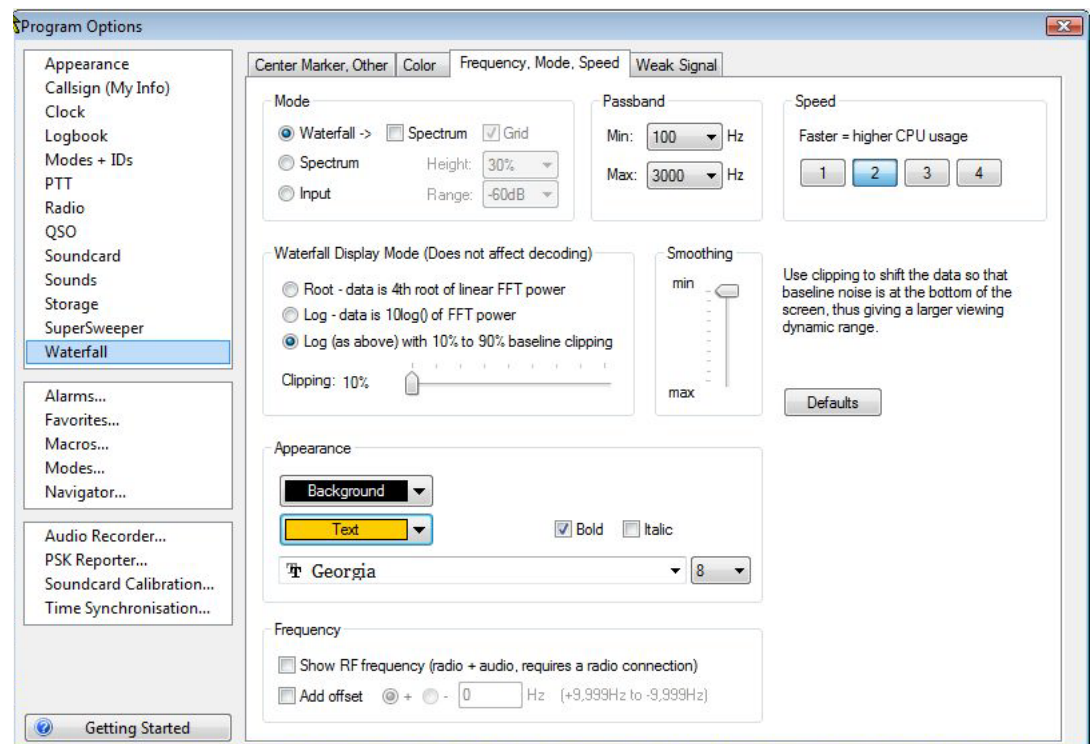 Program Options
Appearance
Callsign (My Info)
Clock
Logbook
Modes + IDs
PTT
Radio
QSO
Soundcard
Sounds
Storage
SuperSweeper
Waterfall
Alarms...
Favorites...
Macros...
Modes...
Navigator...
Audio Recorder...
PSK Reporter...
Soundcard Calibration...
Time Synchronisation...
Getting Started
Center Marker, Other Color Frequency, Mode, Speed Weak Signal
Mode
Waterfall -> Spectrum Grid
Spectrum Height: 30%
Input Range: -60dB
Passband
Min: 100 Hz
Max: 3000 Hz
Speed
Faster = higher CPU usage
1 2 3 4
Waterfall Display Mode (Does not affect decoding)
Root - data is 4th root of linear FFT power
Log - data is 10log() of FFT power
Log (as above) with 10% to 90% baseline clipping
Clipping: 10%
Smoothing
min
max
Use clipping to shift the data so that
baseline noise is at the bottom of the
screen, thus giving a larger viewing
dynamic range.
Defaults
Appearance
Background
Text Bold Italic
Georgia 8
Frequency
Show RF frequency (radio + audio, requires a radio connection)
Add offset + - 0 Hz (+9,999Hz to -9,999Hz)